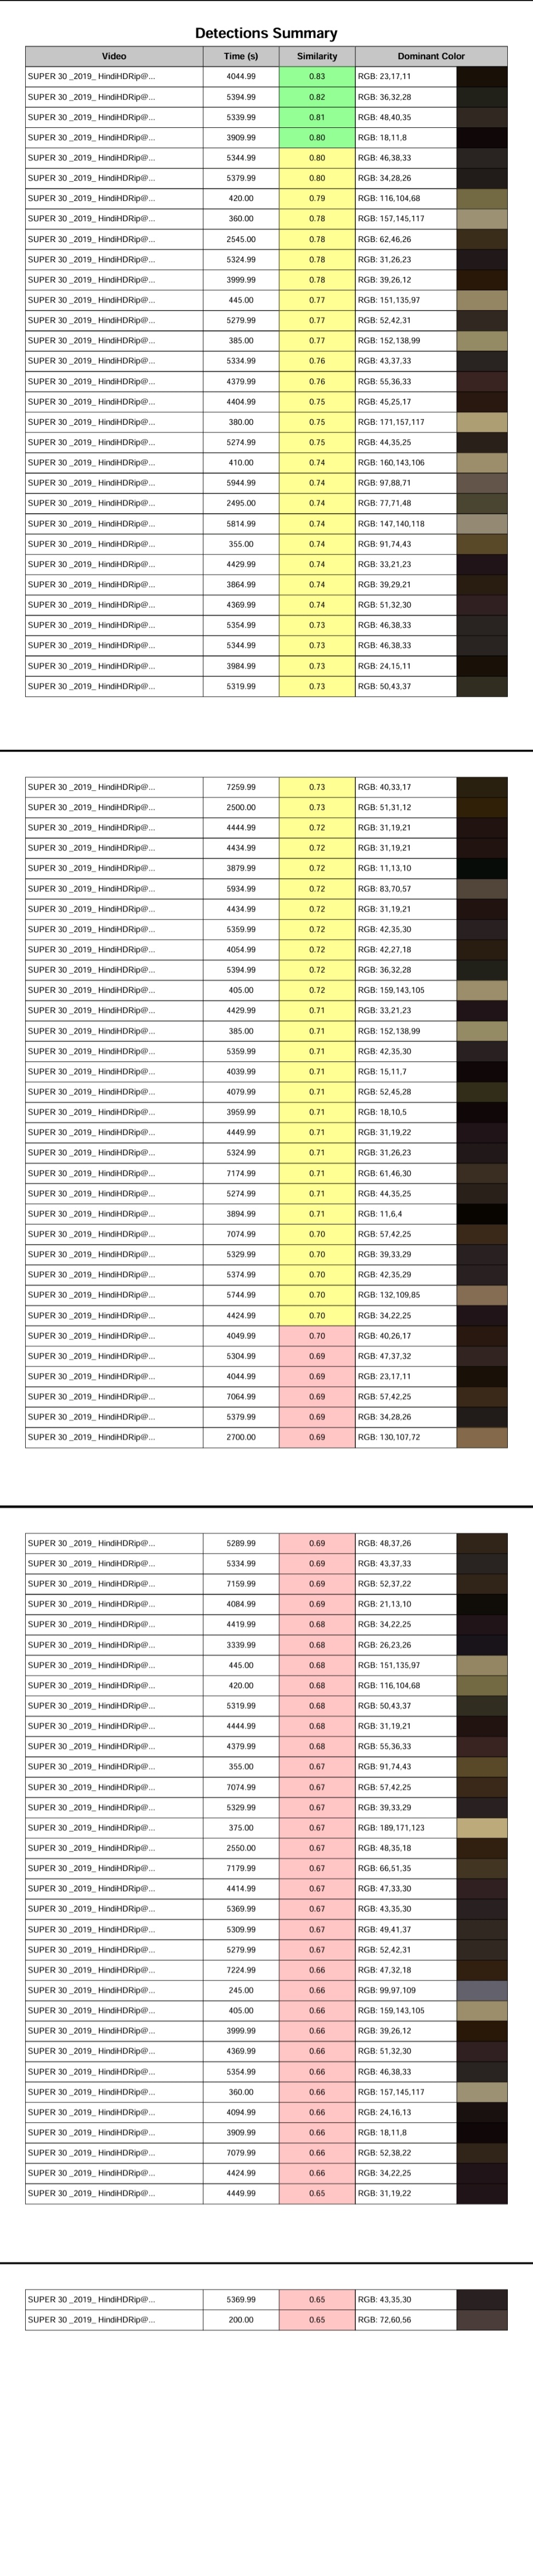 Detections Summary
Video Time (s) Similarity Dominant Color
SUPER 30 _2019_ HindiHDRip@... 4044.99 0.83 RGB: 23,17,11
SUPER 30 _2019_ HindiHDRip@... 5394.99 0.82 RGB: 36,32,28
SUPER 30 _2019_ HindiHDRip@... 5339.99 0.81 RGB: 48,40,35
SUPER 30 _2019_ HindiHDRip@... 3909.99 0.80 RGB: 18,11,8
SUPER 30 _2019_ HindiHDRip@... 5344.99 0.80 RGB: 46,38,33
SUPER 30 _2019_ HindiHDRip@... 5379.99 0.80 RGB: 34,28,26
SUPER 30 _2019_ HindiHDRip@... 420.00 0.79 RGB: 116,104,68
SUPER 30 _2019_ HindiHDRip@... 360.00 0.78 RGB: 157,145,117
SUPER 30 _2019_ HindiHDRip@... 2545.00 0.78 RGB: 62,46,26
SUPER 30 _2019_ HindiHDRip@... 5324.99 0.78 RGB: 31,26,23
SUPER 30 _2019_ HindiHDRip@... 3999.99 0.78 RGB: 39,26,12
SUPER 30 _2019_ HindiHDRip@... 445.00 0.77 RGB: 151,135,97
SUPER 30 _2019_ HindiHDRip@... 5279.99 0.77 RGB: 52,42,31
SUPER 30 _2019_ HindiHDRip@... 385.00 0.77 RGB: 152,138,99
SUPER 30 _2019_ HindiHDRip@... 5334.99 0.76 RGB: 43,37,33
SUPER 30 _2019_ HindiHDRip@... 4379.99 0.76 RGB: 55,36,33
SUPER 30 _2019_ HindiHDRip@... 4404.99 0.75 RGB: 45,25,17
SUPER 30 _2019_ HindiHDRip@... 380.00 0.75 RGB: 171,157,117
SUPER 30 _2019_ HindiHDRip@... 5274.99 0.75 RGB: 44,35,25
SUPER 30 _2019_ HindiHDRip@... 410.00 0.74 RGB: 160,143,106
SUPER 30 _2019_ HindiHDRip@... 5944.99 0.74 RGB: 97,88,71
SUPER 30 _2019_ HindiHDRip@... 2495.00 0.74 RGB: 77,71,48
SUPER 30 _2019_ HindiHDRip@... 5814.99 0.74 RGB: 147,140,118
SUPER 30 _2019_ HindiHDRip@... 355.00 0.74 RGB: 91,74,43
SUPER 30 _2019_ HindiHDRip@... 4429.99 0.74 RGB: 33,21,23
SUPER 30 _2019_ HindiHDRip@... 3864.99 0.74 RGB: 39,29,21
SUPER 30 _2019_ HindiHDRip@... 4369.99 0.74 RGB: 51,32,30
SUPER 30 _2019_ HindiHDRip@... 5354.99 0.73 RGB: 46,38,33
SUPER 30 _2019_ HindiHDRip@... 5344.99 0.73 RGB: 46,38,33
SUPER 30 _2019_ HindiHDRip@... 3984.99 0.73 RGB: 24,15,11
SUPER 30 _2019_ HindiHDRip@... 5319.99 0.73 RGB: 50,43,37
SUPER 30 _2019_ HindiHDRip@... 7259.99 0.73 RGB: 40,33,17
SUPER 30 _2019_ HindiHDRip@... 2500.00 0.73 RGB: 51,31,12
SUPER 30 _2019_ HindiHDRip@... 4444.99 0.72 RGB: 31,19,21
SUPER 30 _2019_ HindiHDRip@... 4434.99 0.72 RGB: 31,19,21
SUPER 30 _2019_ HindiHDRip@... 3879.99 0.72 RGB: 11,13,10
SUPER 30 _2019_ HindiHDRip@... 5934.99 0.72 RGB: 83,70,57
SUPER 30 _2019_ HindiHDRip@... 4434.99 0.72 RGB: 31,19,21
SUPER 30 _2019_ HindiHDRip@... 5359.99 0.72 RGB: 42,35,30
SUPER 30 _2019_ HindiHDRip@... 4054.99 0.72 RGB: 42,27,18
SUPER 30 _2019_ HindiHDRip@... 5394.99 0.72 RGB: 36,32,28
SUPER 30 _2019_ HindiHDRip@... 405.00 0.72 RGB: 159,143,105
SUPER 30 _2019_ HindiHDRip@... 4429.99 0.71 RGB: 33,21,23
SUPER 30 _2019_ HindiHDRip@... 385.00 0.71 RGB: 152,138,99
SUPER 30 _2019_ HindiHDRip@... 5359.99 0.71 RGB: 42,35,30
SUPER 30 _2019_ HindiHDRip@... 4039.99 0.71 RGB: 15,11,7
SUPER 30 _2019_ HindiHDRip@... 4079.99 0.71 RGB: 52,45,28
SUPER 30 _2019_ HindiHDRip@... 3959.99 0.71 RGB: 18,10,5
SUPER 30 _2019_ HindiHDRip@... 4449.99 0.71 RGB: 31,19,22
SUPER 30 _2019_ HindiHDRip@... 5324.99 0.71 RGB: 31,26,23
SUPER 30 _2019_ HindiHDRip@... 7174.99 0.71 RGB: 61,46,30
SUPER 30 _2019_ HindiHDRip@... 5274.99 0.71 RGB: 44,35,25
SUPER 30 _2019_ HindiHDRip@... 3894.99 0.71 RGB: 11,6,4
SUPER 30 _2019_ HindiHDRip@... 7074.99 0.70 RGB: 57,42,25
SUPER 30 _2019_ HindiHDRip@... 5329.99 0.70 RGB: 39,33,29
SUPER 30 _2019_ HindiHDRip@... 5374.99 0.70 RGB: 42,35,29
SUPER 30 _2019_ HindiHDRip@... 5744.99 0.70 RGB: 132,109,85
SUPER 30 _2019_ HindiHDRip@... 4424.99 0.70 RGB: 34,22,25
SUPER 30 _2019_ HindiHDRip@... 4049.99 0.70 RGB: 40,26,17
SUPER 30 _2019_ HindiHDRip@... 5304.99 0.69 RGB: 47,37,32
SUPER 30 _2019_ HindiHDRip@... 4044.99 0.69 RGB: 23,17,11
SUPER 30 _2019_ HindiHDRip@... 7064.99 0.69 RGB: 57,42,25
SUPER 30 _2019_ HindiHDRip@... 5379.99 0.69 RGB: 34,28,26
SUPER 30 _2019_ HindiHDRip@... 2700.00 0.69 RGB: 130,107,72
SUPER 30 _2019_ HindiHDRip@... 5289.99 0.69 RGB: 48,37,26
SUPER 30 _2019_ HindiHDRip@... 5334.99 0.69 RGB: 43,37,33
SUPER 30 _2019_ HindiHDRip@... 7159.99 0.69 RGB: 52,37,22
SUPER 30 _2019_ HindiHDRip@... 4084.99 0.69 RGB: 21,13,10
SUPER 30 _2019_ HindiHDRip@... 4419.99 0.68 RGB: 34,22,25
SUPER 30 _2019_ HindiHDRip@... 3339.99 0.68 RGB: 26,23,26
SUPER 30 _2019_ HindiHDRip@... 445.00 0.68 RGB: 151,135,97
SUPER 30 _2019_ HindiHDRip@... 420.00 0.68 RGB: 116,104,68
SUPER 30 _2019_ HindiHDRip@... 5319.99 0.68 RGB: 50,43,37
SUPER 30 _2019_ HindiHDRip@... 4444.99 0.68 RGB: 31,19,21
SUPER 30 _2019_ HindiHDRip@... 4379.99 0.68 RGB: 55,36,33
SUPER 30 _2019_ HindiHDRip@... 355.00 0.67 RGB: 91,74,43
SUPER 30 _2019_ HindiHDRip@... 7074.99 0.67 RGB: 57,42,25
SUPER 30 _2019_ HindiHDRip@... 5329.99 0.67 RGB: 39,33,29
SUPER 30 _2019_ HindiHDRip@... 375.00 0.67 RGB: 189,171,123
SUPER 30 _2019_ HindiHDRip@... 2550.00 0.67 RGB: 48,35,18
SUPER 30 _2019_ HindiHDRip@... 7179.99 0.67 RGB: 66,51,35
SUPER 30 _2019_ HindiHDRip@... 4414.99 0.67 RGB: 47,33,30
SUPER 30 _2019_ HindiHDRip@... 5369.99 0.67 RGB: 43,35,30
SUPER 30 _2019_ HindiHDRip@... 5309.99 0.67 RGB: 49,41,37
SUPER 30 _2019_ HindiHDRip@... 5279.99 0.67 RGB: 52,42,31
SUPER 30 _2019_ HindiHDRip@... 7224.99 0.66 RGB: 47,32,18
SUPER 30 _2019_ HindiHDRip@... 245.00 0.66 RGB: 99,97,109
SUPER 30 _2019_ HindiHDRip@... 405.00 0.66 RGB: 159,143,105
SUPER 30 _2019_ HindiHDRip@... 3999.99 0.66 RGB: 39,26,12
SUPER 30 _2019_ HindiHDRip@... 4369.99 0.66 RGB: 51,32,30
SUPER 30 _2019_ HindiHDRip@... 5354.99 0.66 RGB: 46,38,33
SUPER 30 _2019_ HindiHDRip@... 360.00 0.66 RGB: 157,145,117
SUPER 30 _2019_ HindiHDRip@... 4094.99 0.66 RGB: 24,16,13
SUPER 30 _2019_ HindiHDRip@... 3909.99 0.66 RGB: 18,11,8
SUPER 30 _2019_ HindiHDRip@... 7079.99 0.66 RGB: 52,38,22
SUPER 30 _2019_ HindiHDRip@... 4424.99 0.66 RGB: 34,22,25
SUPER 30 _2019_ HindiHDRip@... 4449.99 0.65 RGB: 31,19,22
SUPER 30 _2019_ HindiHDRip@... 5369.99 0.65 RGB: 43,35,30
SUPER 30 _2019_ HindiHDRip@... 200.00 0.65 RGB: 72,60,56